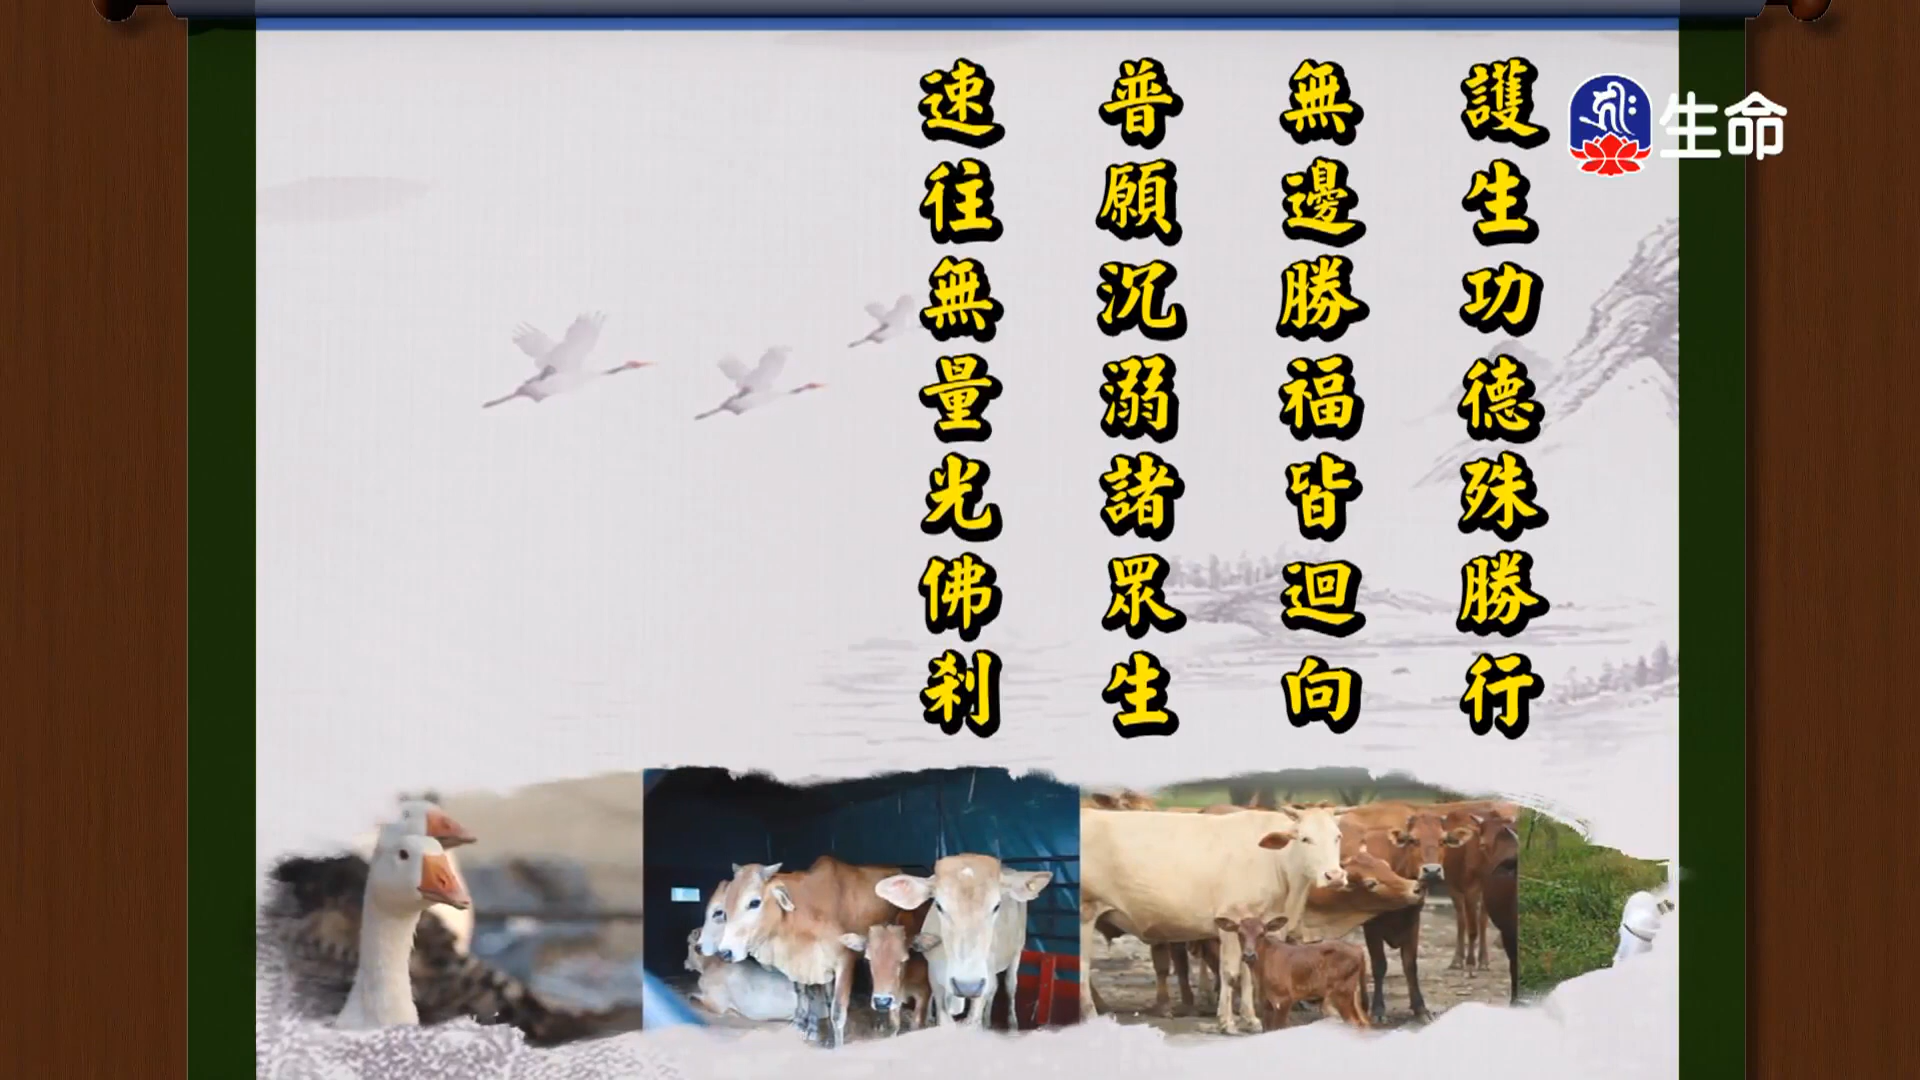 護生功德殊勝行
無邊勝福皆迴向
普願沉溺諸眾生
速往無量光佛剎
生命